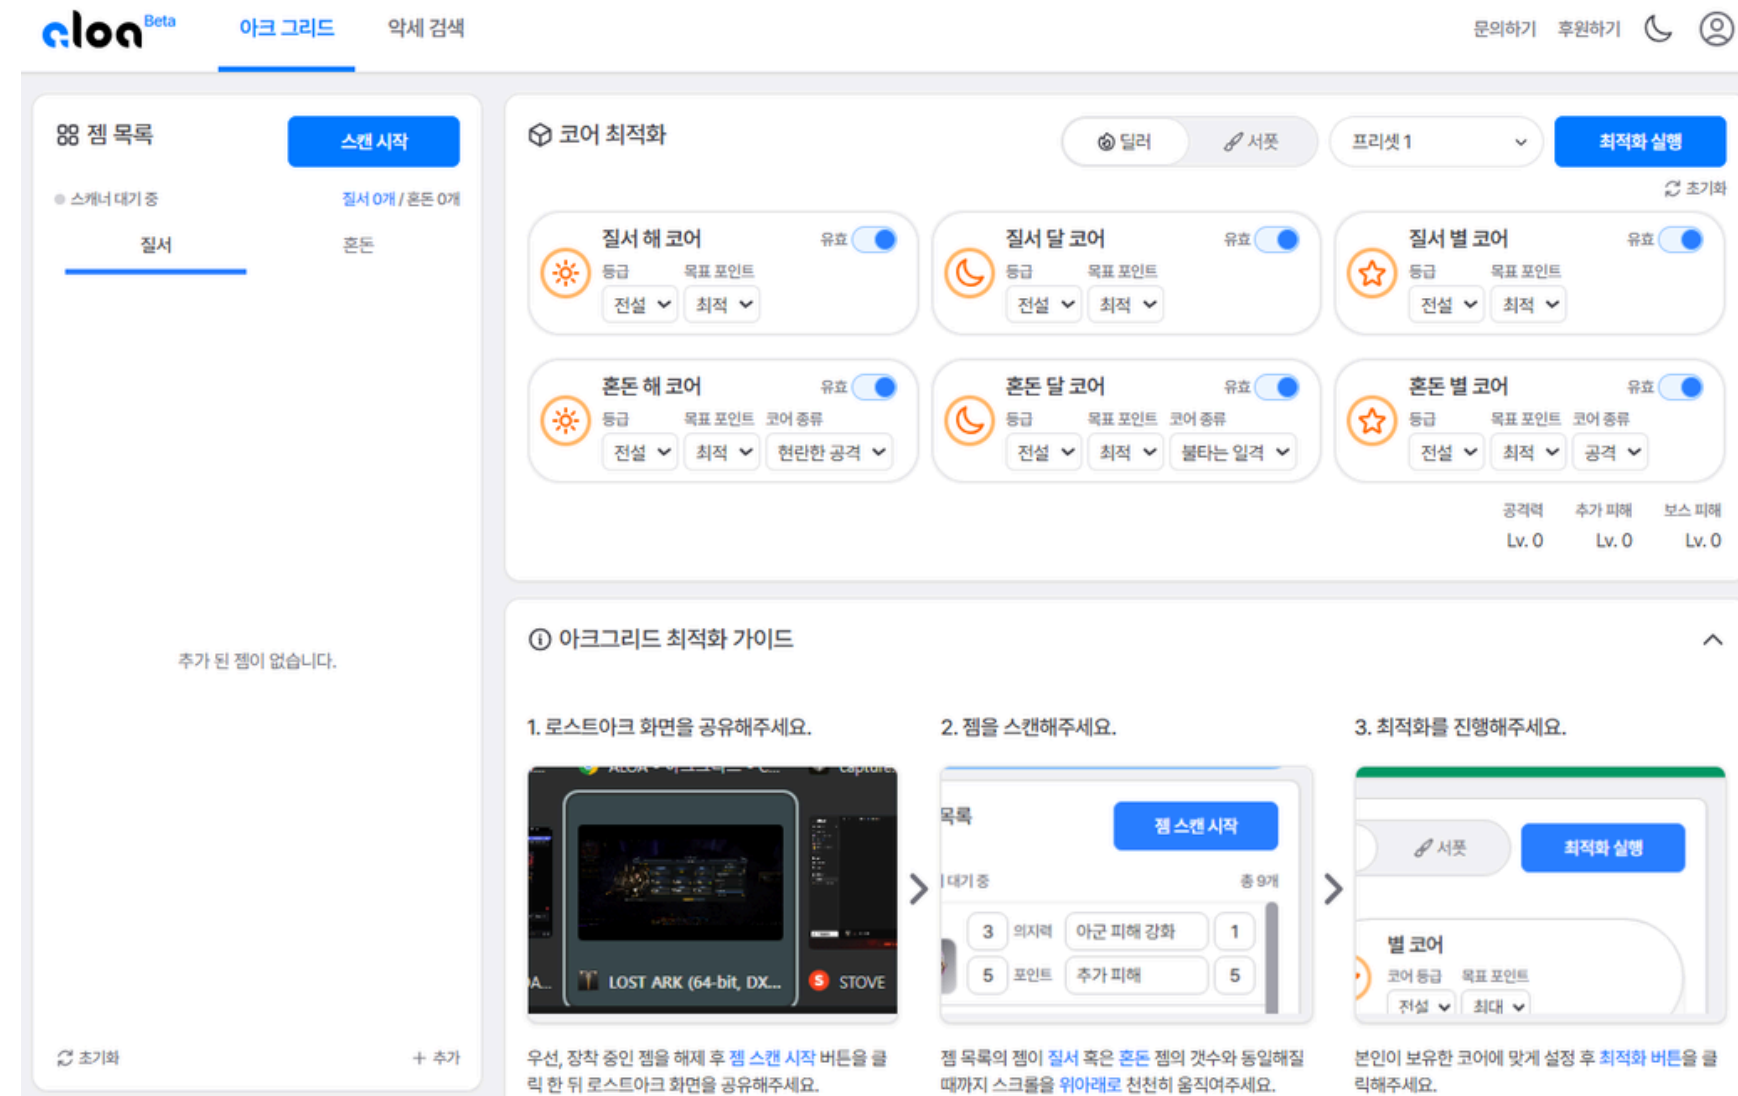 aloa Beta
아크 그리드
악세 검색
문의하기
후원하기
젬 목록
스캔 시작
스캐너 대기 중
질서 0개 / 혼돈 0개
질서
혼돈
추가 된 젬이 없습니다.
초기화
+ 추가
코어 최적화
딜러
서폿
프리셋 1
최적화 실행
초기화
질서 해 코어
유효
등급
목표 포인트
전설
최적
질서 달 코어
유효
등급
목표 포인트
전설
최적
질서 별 코어
유효
등급
목표 포인트
전설
최적
혼돈 해 코어
유효
등급
목표 포인트
코어 종류
전설
최적
현란한 공격
혼돈 달 코어
유효
등급
목표 포인트
코어 종류
전설
최적
불타는 일격
혼돈 별 코어
유효
등급
목표 포인트
코어 종류
전설
최적
공격
공격력
추가 피해
보스 피해
Lv. 0
Lv. 0
Lv. 0
아크그리드 최적화 가이드
1. 로스트아크 화면을 공유해주세요.
LOST ARK (64-bit, DX...
STOVE
우선, 장착 중인 젬을 해제 후 젬 스캔 시작 버튼을 클
릭 한 뒤 로스트아크 화면을 공유해주세요.
2. 젬을 스캔해주세요.
목록
젬 스캔 시작
대기 중
총 9개
3
의지력
아군 피해 강화
1
5
포인트
추가 피해
5
젬 목록의 젬이 질서 혹은 혼돈 젬의 갯수와 동일해질
때까지 스크롤을 위아래로 천천히 움직여주세요.
3. 최적화를 진행해주세요.
서폿
최적화 실행
별 코어
코어 등급
목표 포인트
전설
최대
본인이 보유한 코어에 맞게 설정 후 최적화 버튼을 클
릭해주세요.